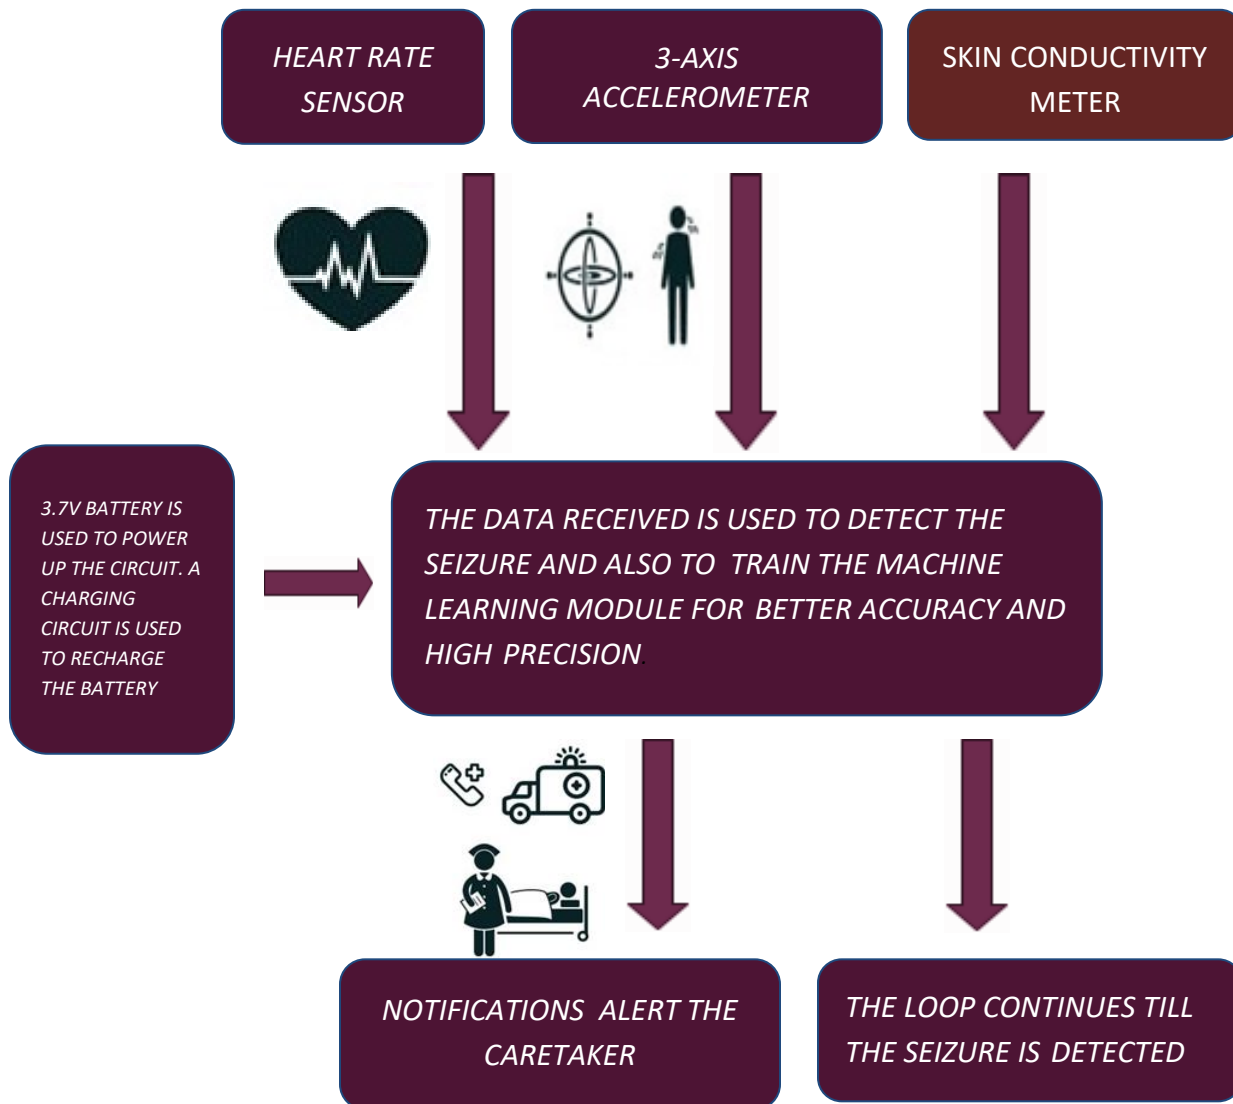 HEART RATE
SENSOR
3-AXIS
ACCELEROMETER
SKIN CONDUCTIVITY
METER
3.7V BATTERY IS
USED TO POWER
UP THE CIRCUIT. A
CHARGING
CIRCUIT IS USED
TO RECHARGE
THE BATTERY
THE DATA RECEIVED IS USED TO DETECT THE
SEIZURE AND ALSO TO TRAIN THE MACHINE
LEARNING MODULE FOR BETTER ACCURACY AND
HIGH PRECISION.
NOTIFICATIONS ALERT THE
CARETAKER
THE LOOP CONTINUES TILL
THE SEIZURE IS DETECTED